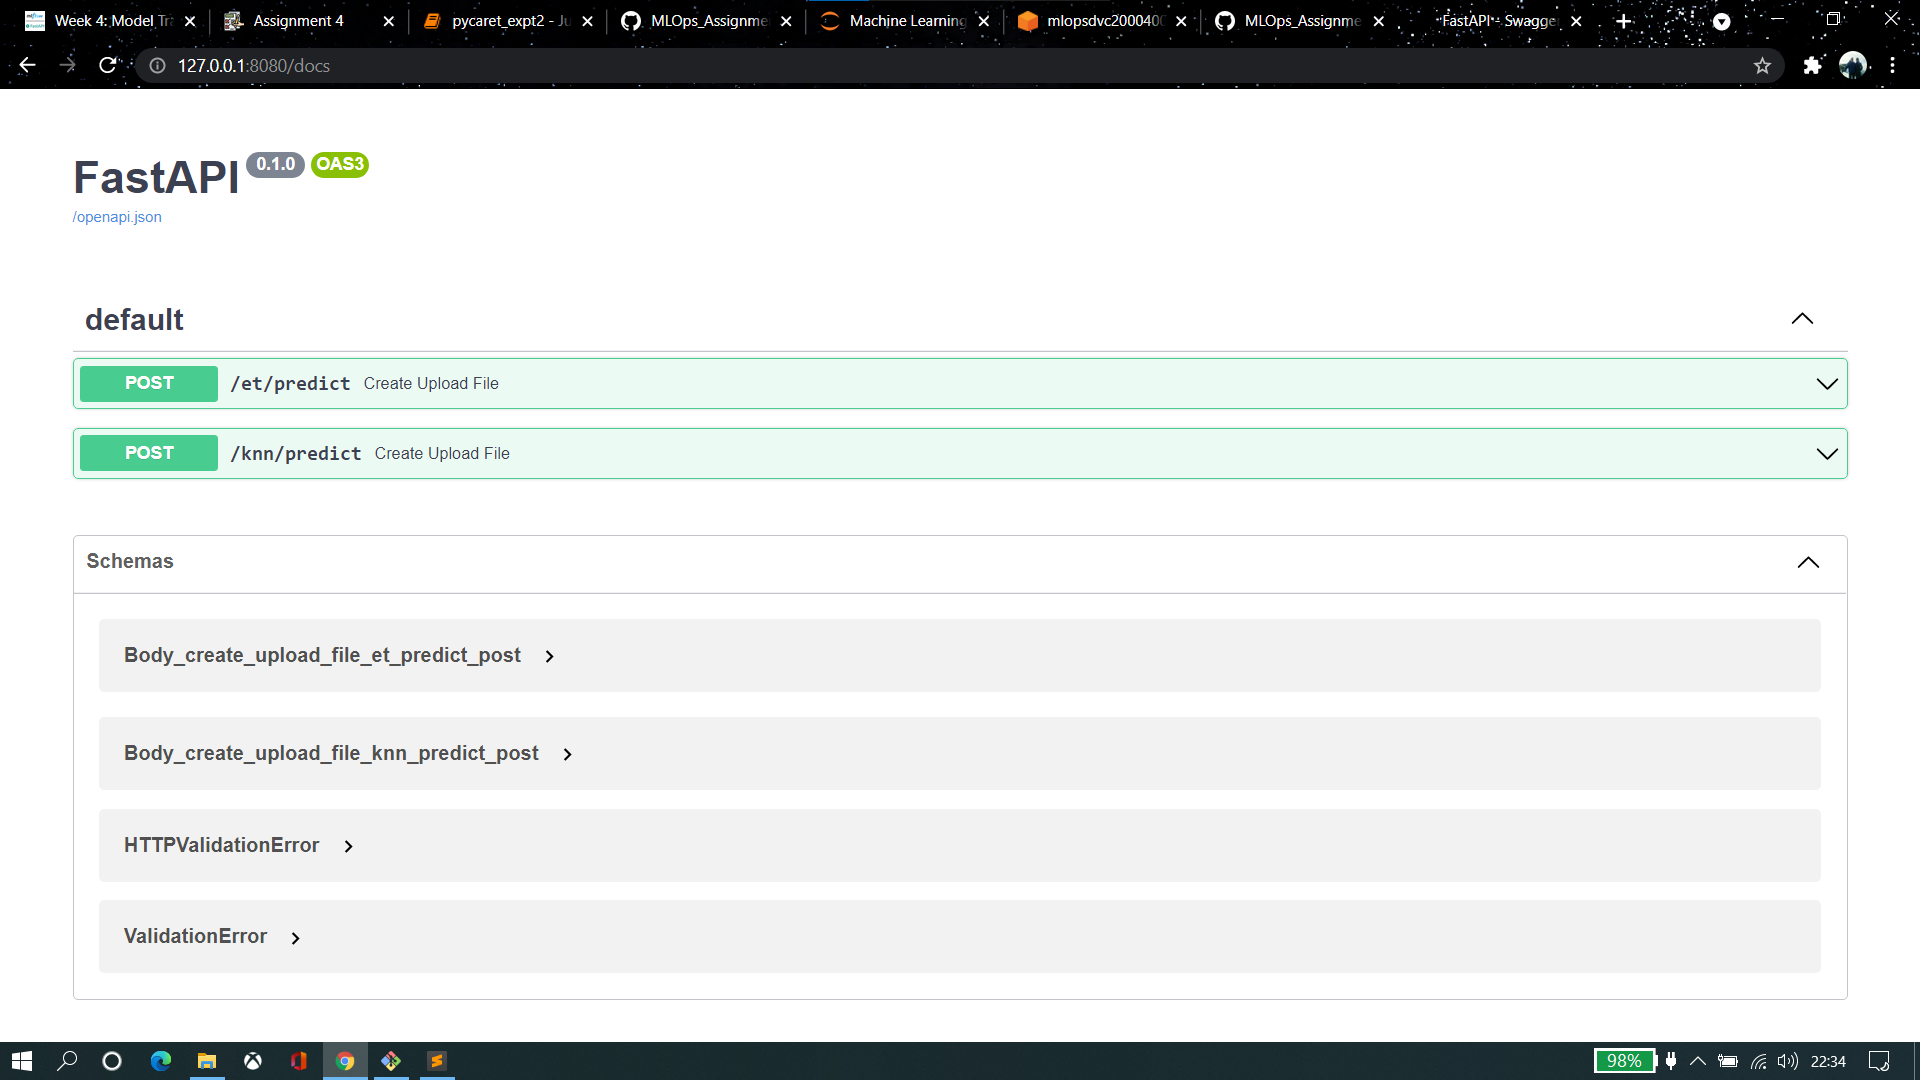 Week 4: Model Tra
Assignment 4
pycaret_expt2 - Ju
MLOps_Assignme
Machine Learning
mlopsdvc200040
MLOps_Assignme
FastAPI - Swagge
127.0.0.1:8080/docs
FastAPI 0.1.0 OAS3
/openapi.json
default
POST /et/predict Create Upload File
POST /knn/predict Create Upload File
Schemas
Body_create_upload_file_et_predict_post
Body_create_upload_file_knn_predict_post
HTTPValidationError
ValidationError
98%
22:34